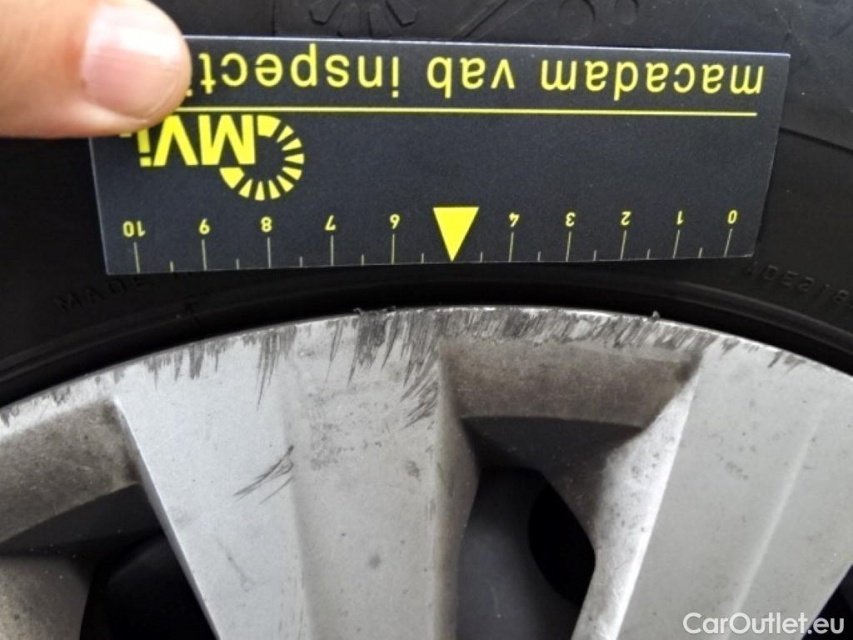 macadam vab inspecti
MVi
0 1 2 3 4 6 7 8 9 10
CarOutlet.eu